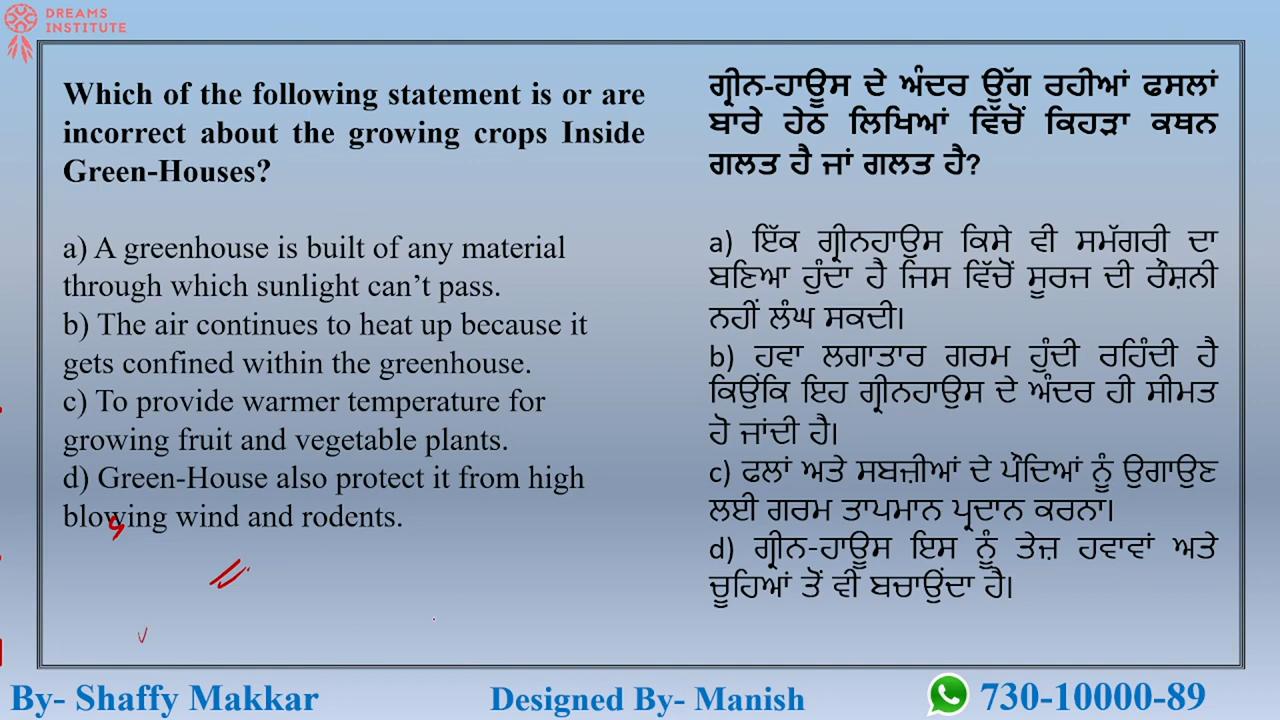 DREAMS
INSTITUTE
Which of the following statement is or are
incorrect about the growing crops Inside
Green-Houses?
a) A greenhouse is built of any material
through which sunlight can’t pass.
b) The air continues to heat up because it
gets confined within the greenhouse.
c) To provide warmer temperature for
growing fruit and vegetable plants.
d) Green-House also protect it from high
blowing wind and rodents.
ਗ੍ਰੀਨ-ਹਾਊਸ ਦੇ ਅੰਦਰ ਉੱਗ ਰਹੀਆਂ ਫਸਲਾਂ
ਬਾਰੇ ਹੇਠ ਲਿਖਿਆਂ ਵਿੱਚੋਂ ਕਿਹੜਾ ਕਥਨ
ਗਲਤ ਹੈ ਜਾਂ ਗਲਤ ਹੈ?
a) ਇੱਕ ਗ੍ਰੀਨਹਾਉਸ ਕਿਸੇ ਵੀ ਸਮੱਗਰੀ ਦਾ
ਬਣਿਆ ਹੁੰਦਾ ਹੈ ਜਿਸ ਵਿੱਚੋਂ ਸੂਰਜ ਦੀ ਰੌਸ਼ਨੀ
ਨਹੀਂ ਲੰਘ ਸਕਦੀ।
b) ਹਵਾ ਲਗਾਤਾਰ ਗਰਮ ਹੁੰਦੀ ਰਹਿੰਦੀ ਹੈ
ਕਿਉਂਕਿ ਇਹ ਗ੍ਰੀਨਹਾਉਸ ਦੇ ਅੰਦਰ ਹੀ ਸੀਮਤ
ਹੋ ਜਾਂਦੀ ਹੈ।
c) ਫਲਾਂ ਅਤੇ ਸਬਜ਼ੀਆਂ ਦੇ ਪੌਦਿਆਂ ਨੂੰ ਉਗਾਉਣ
ਲਈ ਗਰਮ ਤਾਪਮਾਨ ਪ੍ਰਦਾਨ ਕਰਨਾ।
d) ਗ੍ਰੀਨ-ਹਾਊਸ ਇਸ ਨੂੰ ਤੇਜ਼ ਹਵਾਵਾਂ ਅਤੇ
ਚੂਹਿਆਂ ਤੋਂ ਵੀ ਬਚਾਉਂਦਾ ਹੈ।
By- Shaffy Makkar
Designed By- Manish
730-10000-89